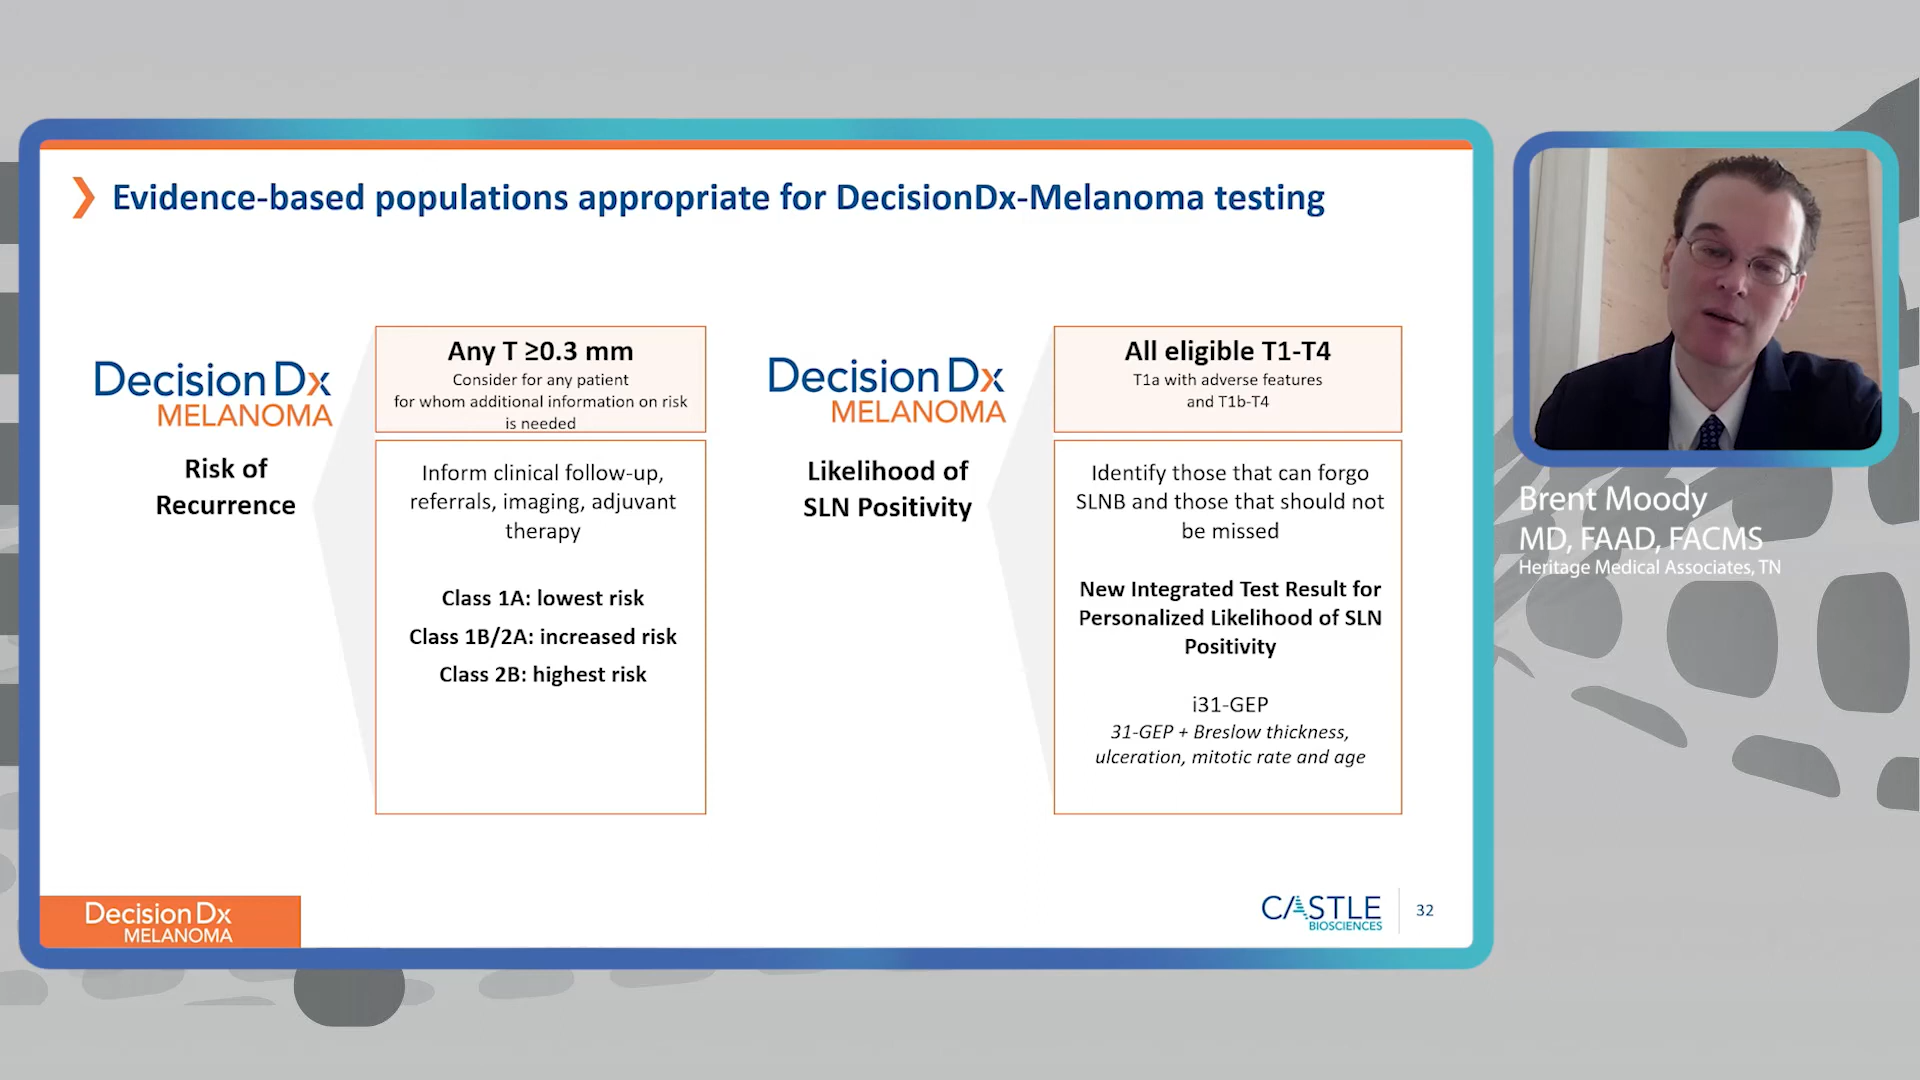 Evidence-based populations appropriate for DecisionDx-Melanoma testing
DecisionDx
MELANOMA
Risk of
Recurrence
Any T ≥0.3 mm
Consider for any patient
for whom additional information on risk
is needed
Inform clinical follow-up,
referrals, imaging, adjuvant
therapy
Class 1A: lowest risk
Class 1B/2A: increased risk
Class 2B: highest risk
DecisionDx
MELANOMA
Likelihood of
SLN Positivity
All eligible T1-T4
T1a with adverse features
and T1b-T4
Identify those that can forgo
SLNB and those that should not
be missed
New Integrated Test Result for
Personalized Likelihood of SLN
Positivity
i31-GEP
31-GEP + Breslow thickness,
ulceration, mitotic rate and age
DecisionDx
MELANOMA
CASTLE
BIOSCIENCES
32
Brent Moody
MD, FAAD, FACMS
Heritage Medical Associates, TN